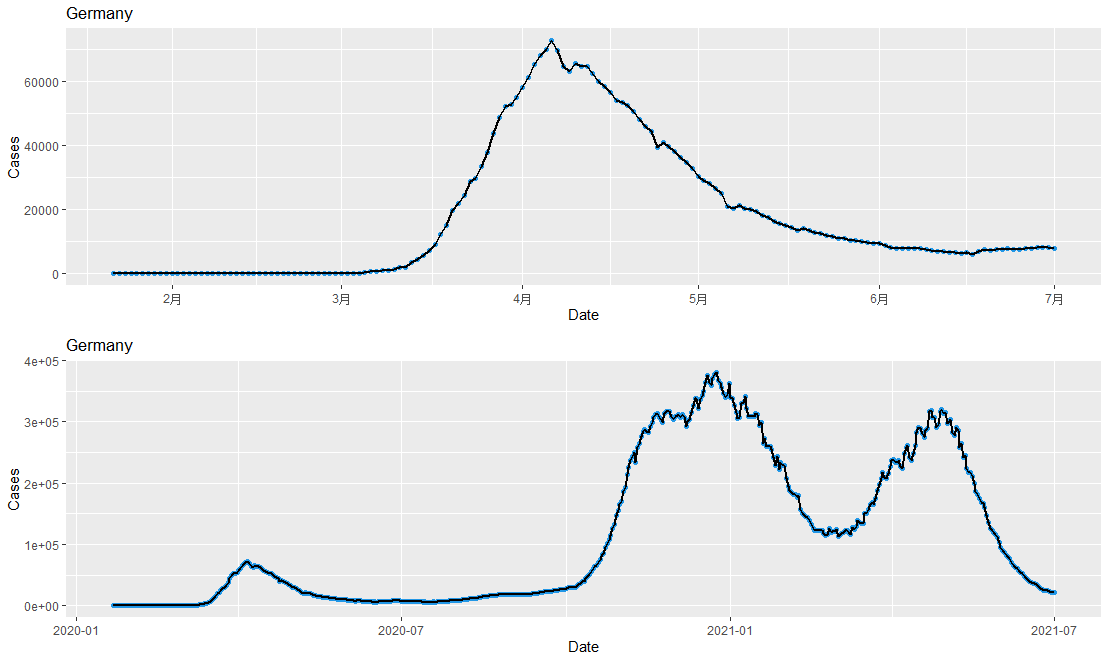 Germany
60000
40000
20000
0
Cases
2月 3月 4月 5月 6月 7月
Date
Germany
4e+05
3e+05
2e+05
1e+05
0e+00
Cases
2020-01 2020-07 2021-01 2021-07
Date